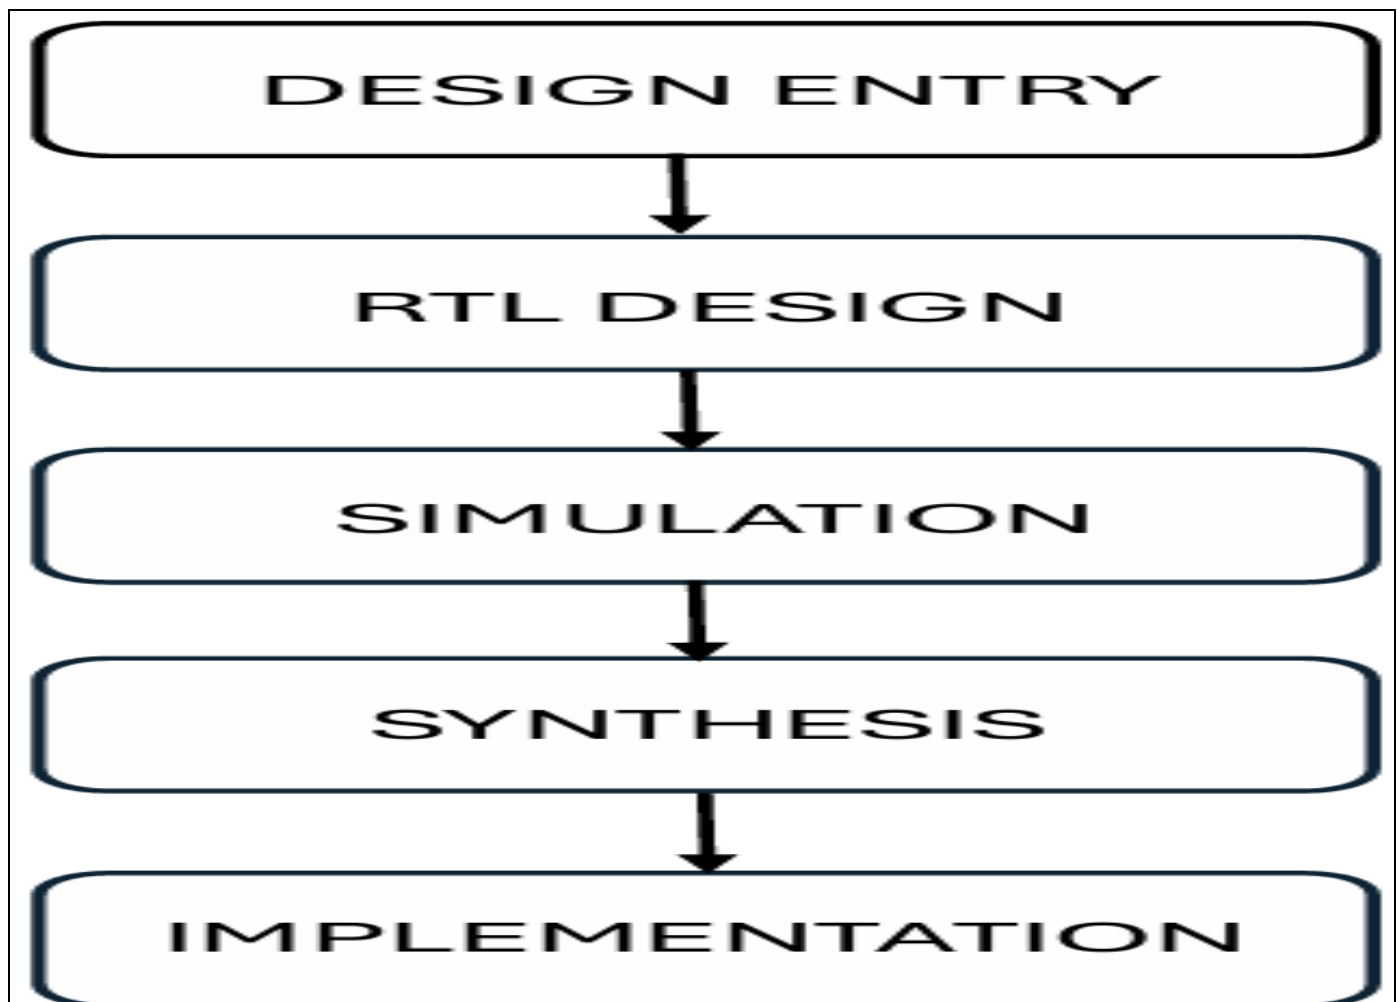 DESIGN ENTRY
RTL DESIGN
SIMULATION
SYNTHESIS
IMPLEMENTATION